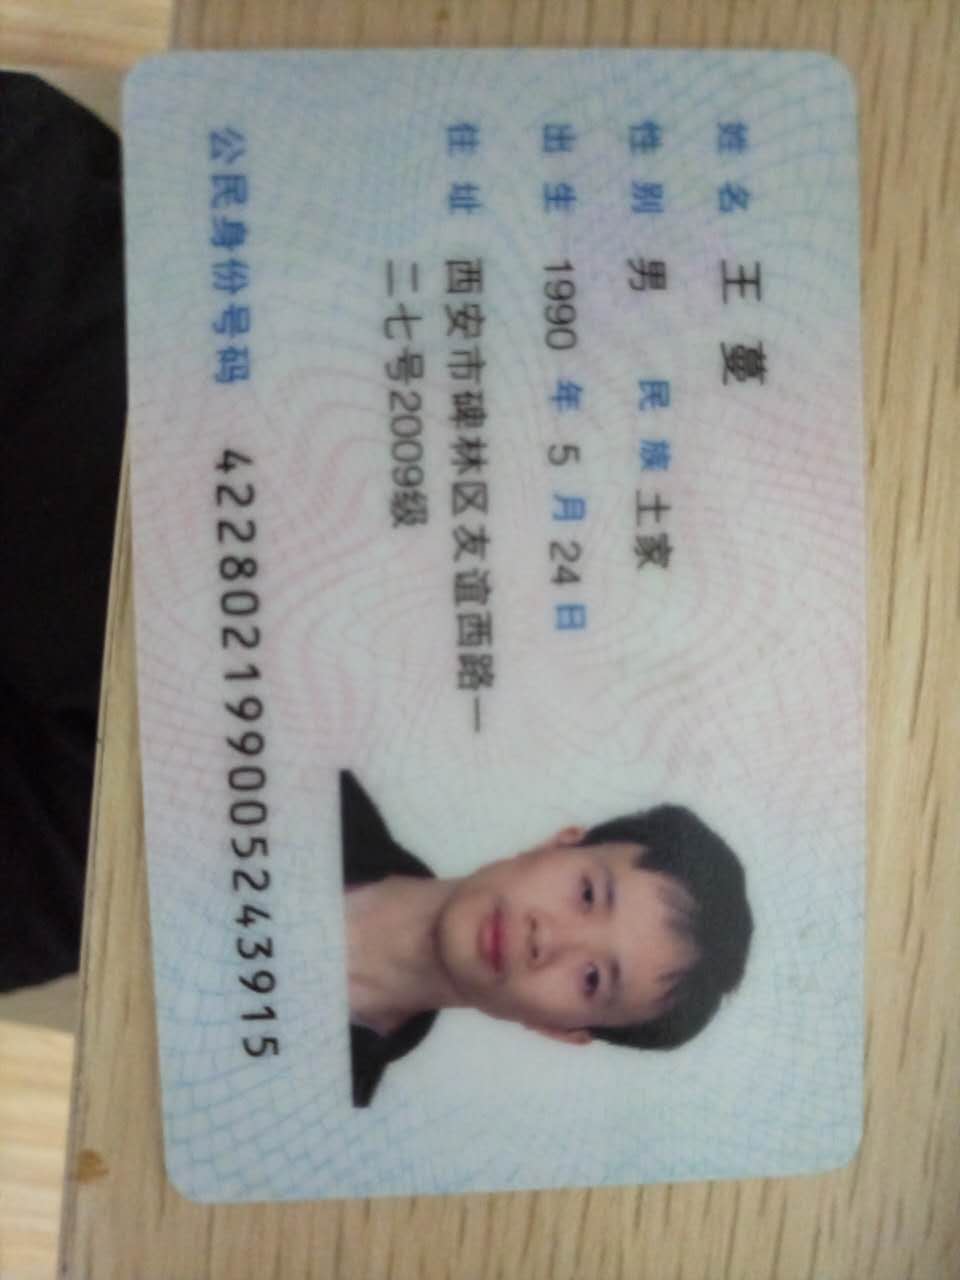 姓名 王蔓
性别 男 民族 土家
出生 1990 年 5 月 24 日
住址 西安市碑林区友谊西路一
二七号2009级
公民身份号码 422802199005243915